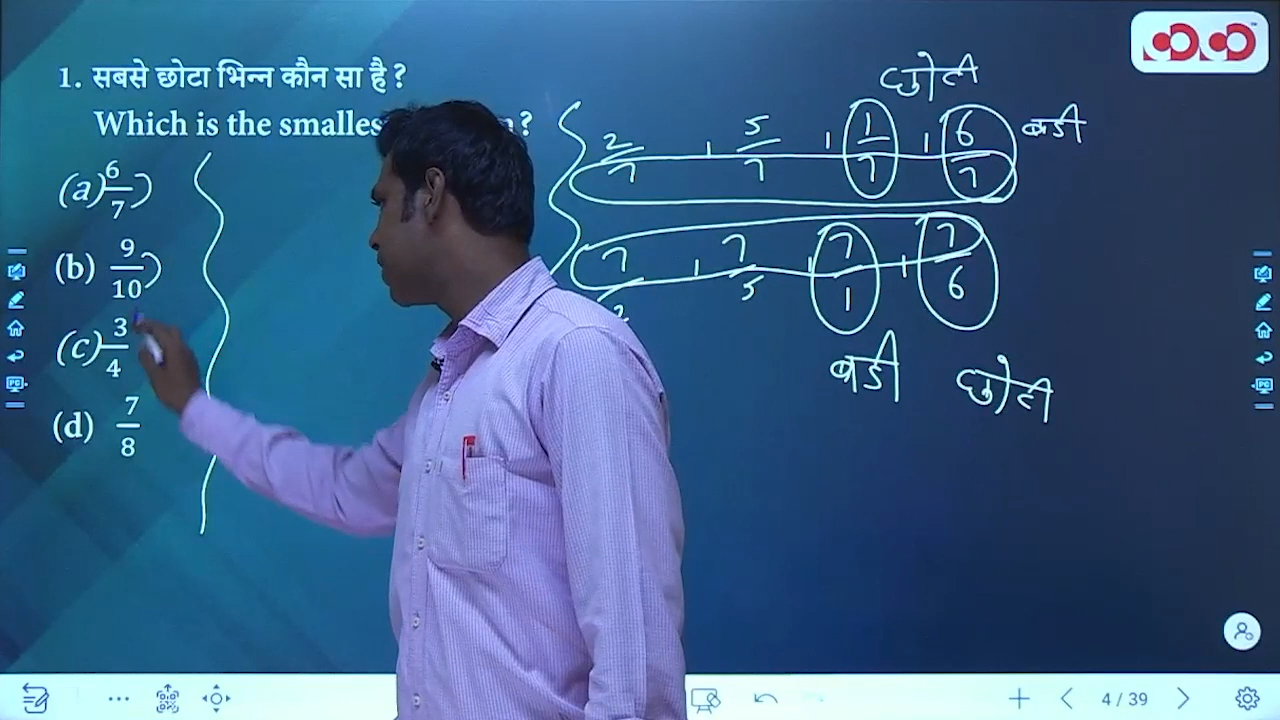 1. सबसे छोटा भिन्न कौन सा है ?
Which is the smalles ?
(a) 6/7
(b) 9/10
(c) 3/4
(d) 7/8
छोटी
2/7 , 5/7 , 1/7 , 6/7 बडी
7/2 , 7/5 , 7/1 , 7/6
बडी छोटी
4 / 39